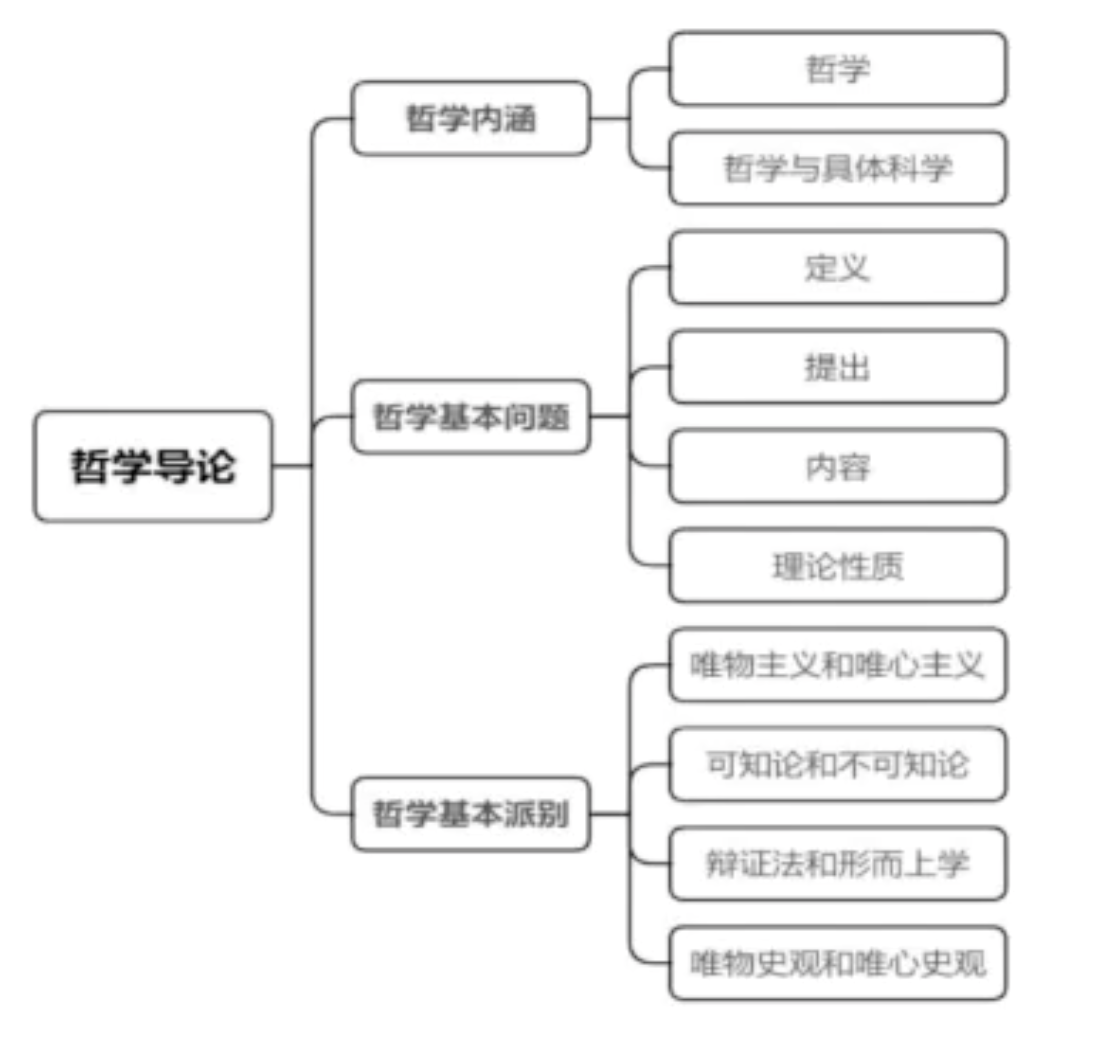 哲学导论
哲学内涵
哲学
哲学与具体科学
哲学基本问题
定义
提出
内容
理论性质
哲学基本派别
唯物主义和唯心主义
可知论和不可知论
辩证法和形而上学
唯物史观和唯心史观